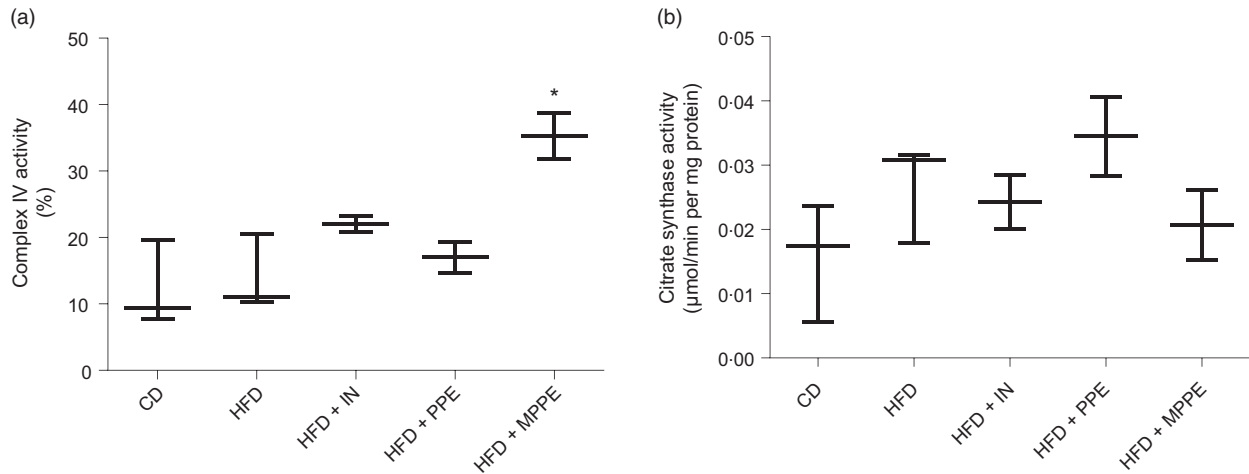 (a)
50
40
30
20
10
0
Complex IV activity
(%)
*
CD
HFD
HFD + IN
HFD + PPE
HFD + MPPE
(b)
0·05
0·04
0·03
0·02
0·01
0·00
Citrate synthase activity
(μmol/min per mg protein)
CD
HFD
HFD + IN
HFD + PPE
HFD + MPPE